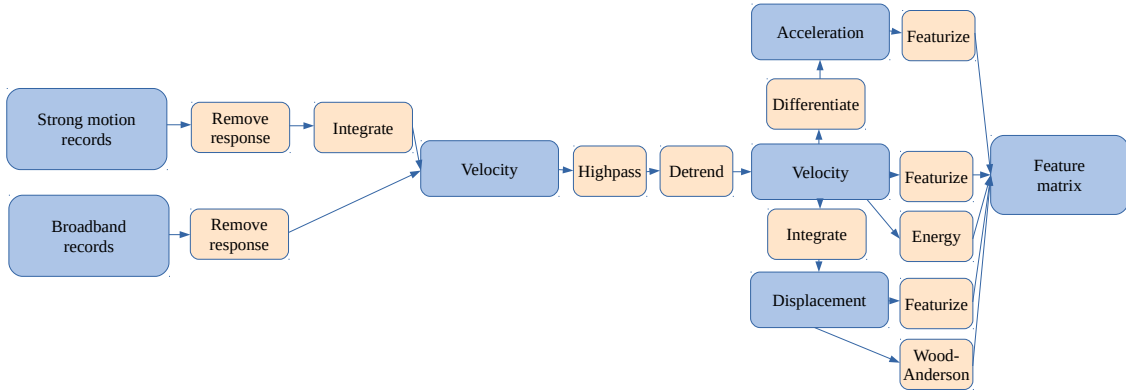 Strong motion
records
Remove
response
Integrate
Broadband
records
Remove
response
Velocity
Highpass
Detrend
Acceleration
Featurize
Differentiate
Velocity
Featurize
Integrate
Energy
Displacement
Featurize
Wood-
Anderson
Feature
matrix